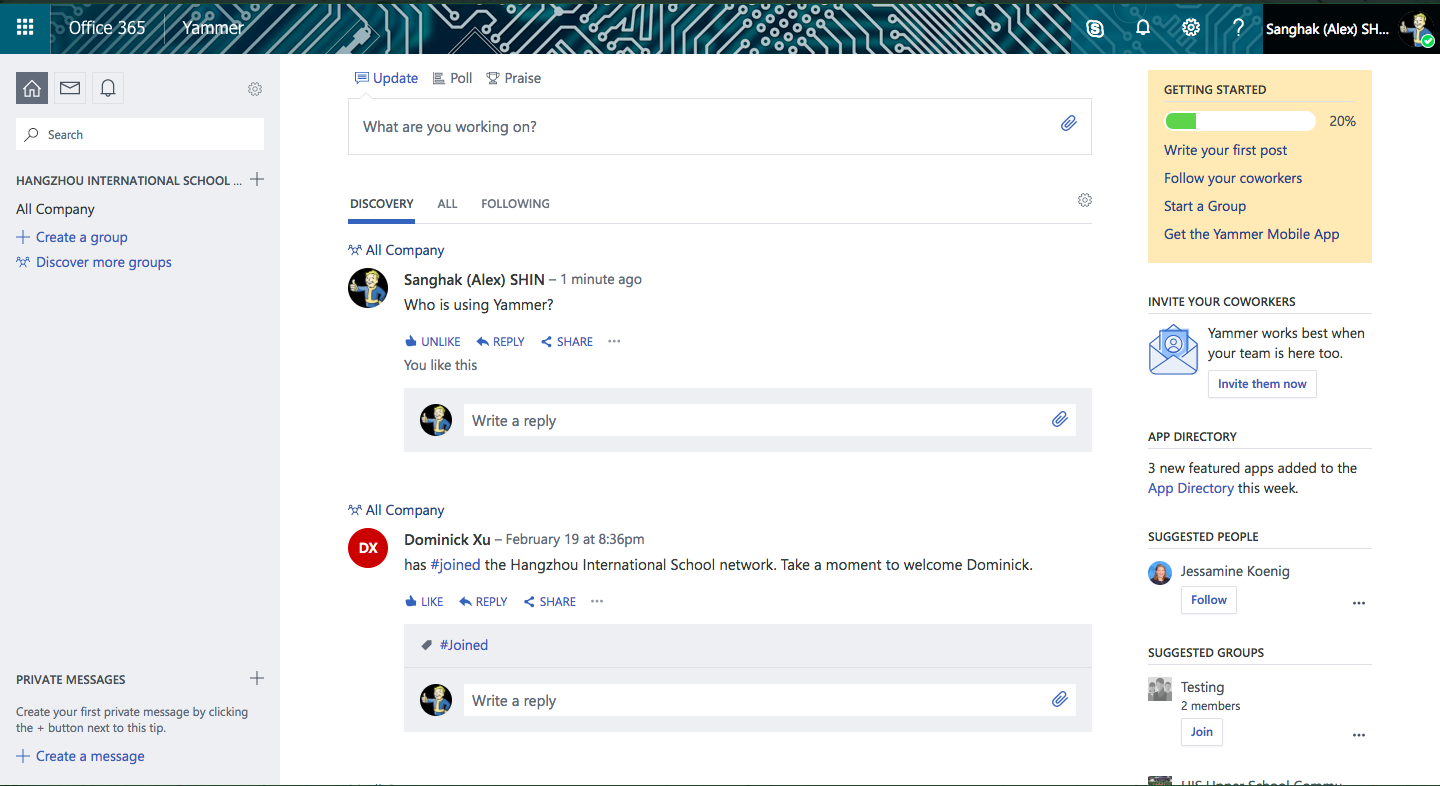 Office 365 Yammer ? Sanghak (Alex) SH...
Search
HANGZHOU INTERNATIONAL SCHOOL ...
All Company
Create a group
Discover more groups
PRIVATE MESSAGES
Create your first private message by clicking
the + button next to this tip.
Create a message
Update Poll Praise
What are you working on?
DISCOVERY ALL FOLLOWING
All Company
Sanghak (Alex) SHIN – 1 minute ago
Who is using Yammer?
UNLIKE REPLY SHARE ...
You like this
Write a reply
All Company
DX
Dominick Xu – February 19 at 8:36pm
has #joined the Hangzhou International School network. Take a moment to welcome Dominick.
LIKE REPLY SHARE ...
#Joined
Write a reply
GETTING STARTED
20%
Write your first post
Follow your coworkers
Start a Group
Get the Yammer Mobile App
INVITE YOUR COWORKERS
Yammer works best when
your team is here too.
Invite them now
APP DIRECTORY
3 new featured apps added to the
App Directory this week.
SUGGESTED PEOPLE
Jessamine Koenig
Follow ...
SUGGESTED GROUPS
Testing
2 members
Join ...
HIS Upper School Commu...